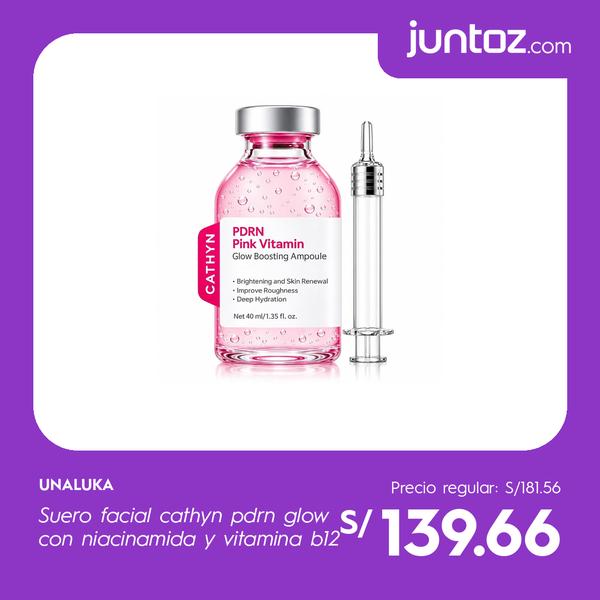 juntoz.com
CATHYN
PDRN
Pink Vitamin
Glow Boosting Ampoule
• Brightening and Skin Renewal
• Improve Roughness
• Deep Hydration
Net 40 ml/1.35 fl. oz.
UNALUKA
Suero facial cathyn pdrn glow
con niacinamida y vitamina b12
Precio regular: S/181.56
S/ 139.66